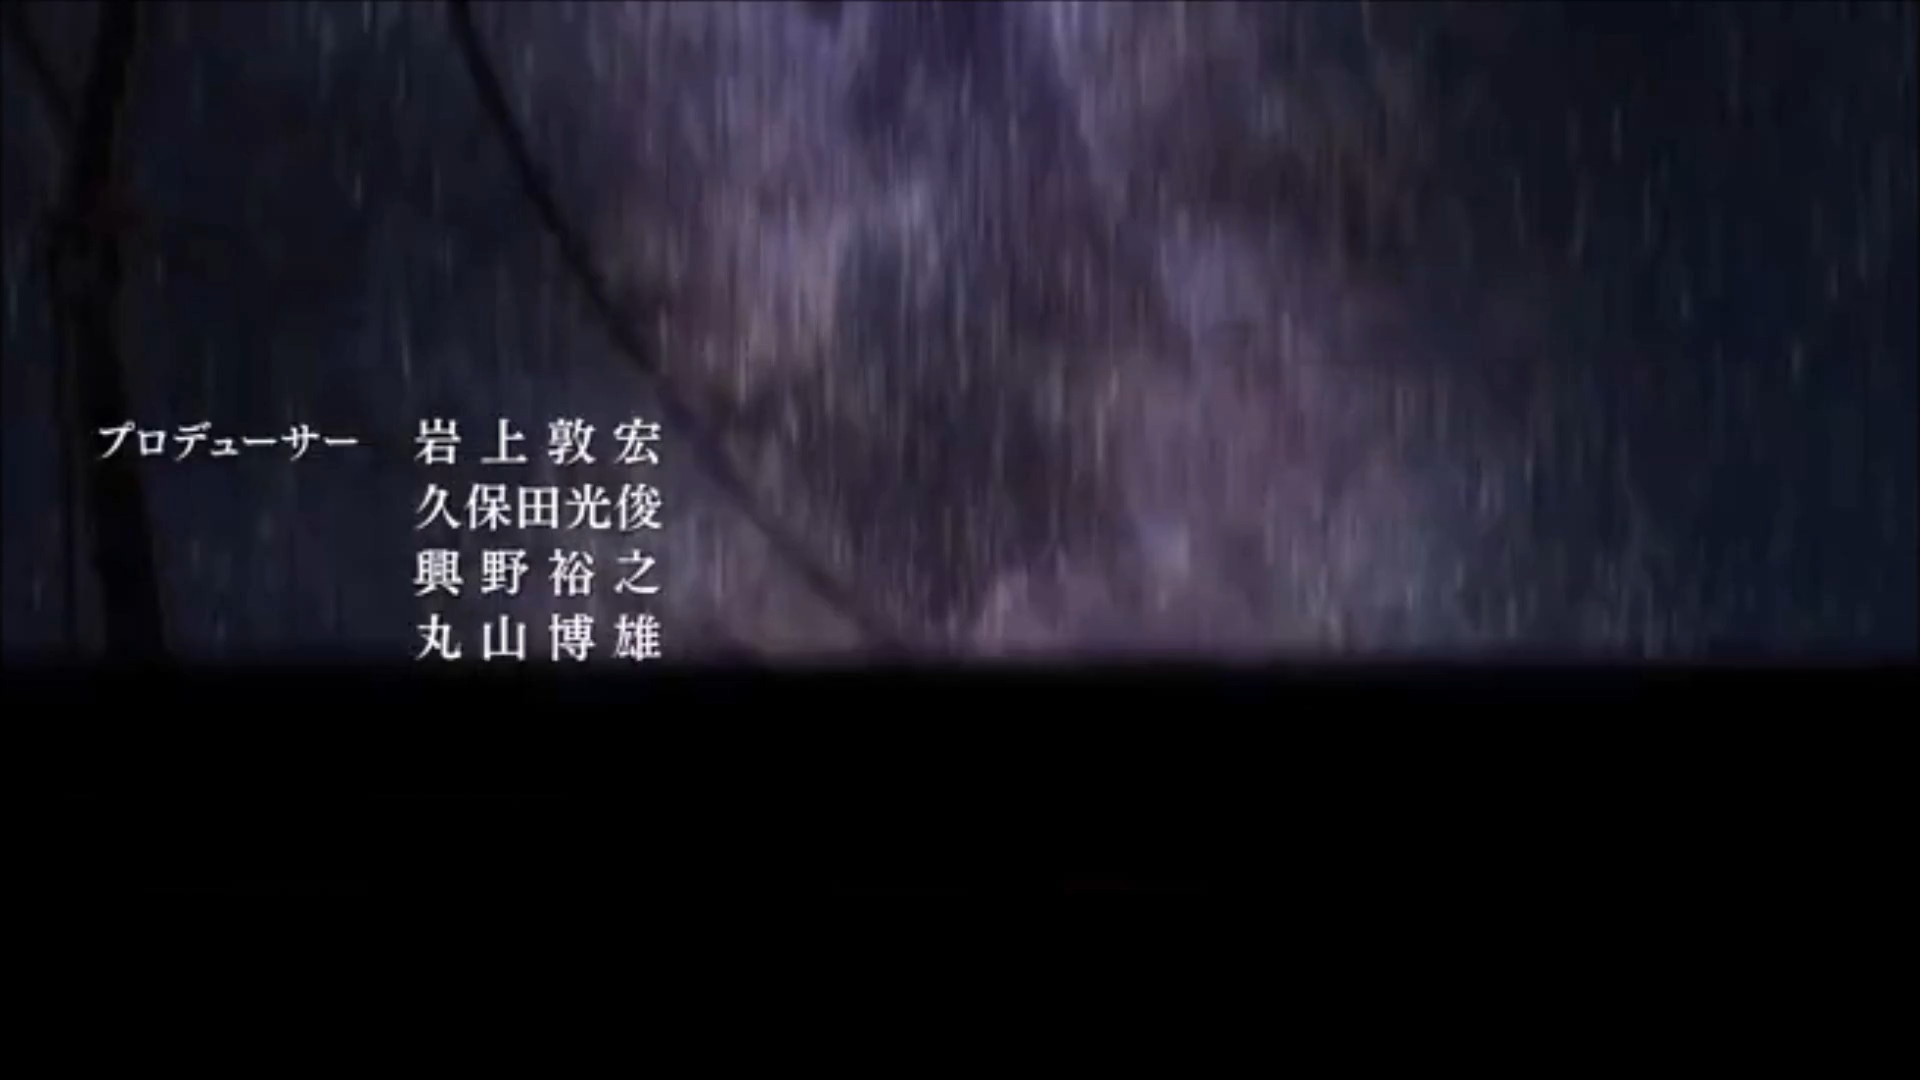 プロデューサー 岩上敦宏
久保田光俊
興野裕之
丸山博雄